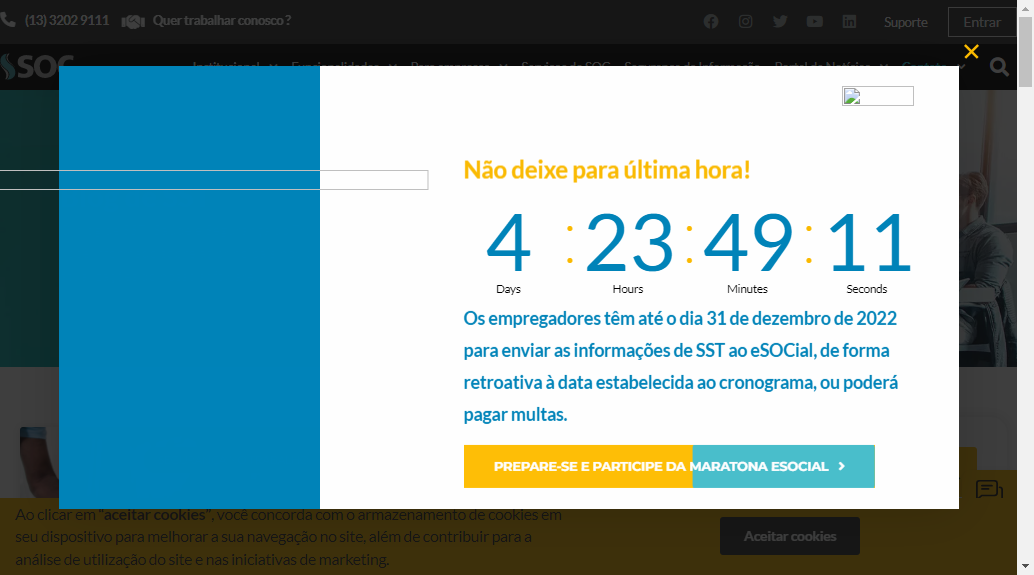 (13) 3202 9111 Quer trabalhar conosco ? Suporte Entrar
SOC
Não deixe para última hora!
4 : 23 : 49 : 11
Days Hours Minutes Seconds
Os empregadores têm até o dia 31 de dezembro de 2022
para enviar as informações de SST ao eSOCial, de forma
retroativa à data estabelecida ao cronograma, ou poderá
pagar multas.
PREPARE-SE E PARTICIPE DA MARATONA ESOCIAL
Ao clicar em "aceitar cookies", você concorda com o armazenamento de cookies em
seu dispositivo para melhorar a sua navegação no site, além de contribuir para a
análise de utilização do site e nas iniciativas de marketing.
Aceitar cookies